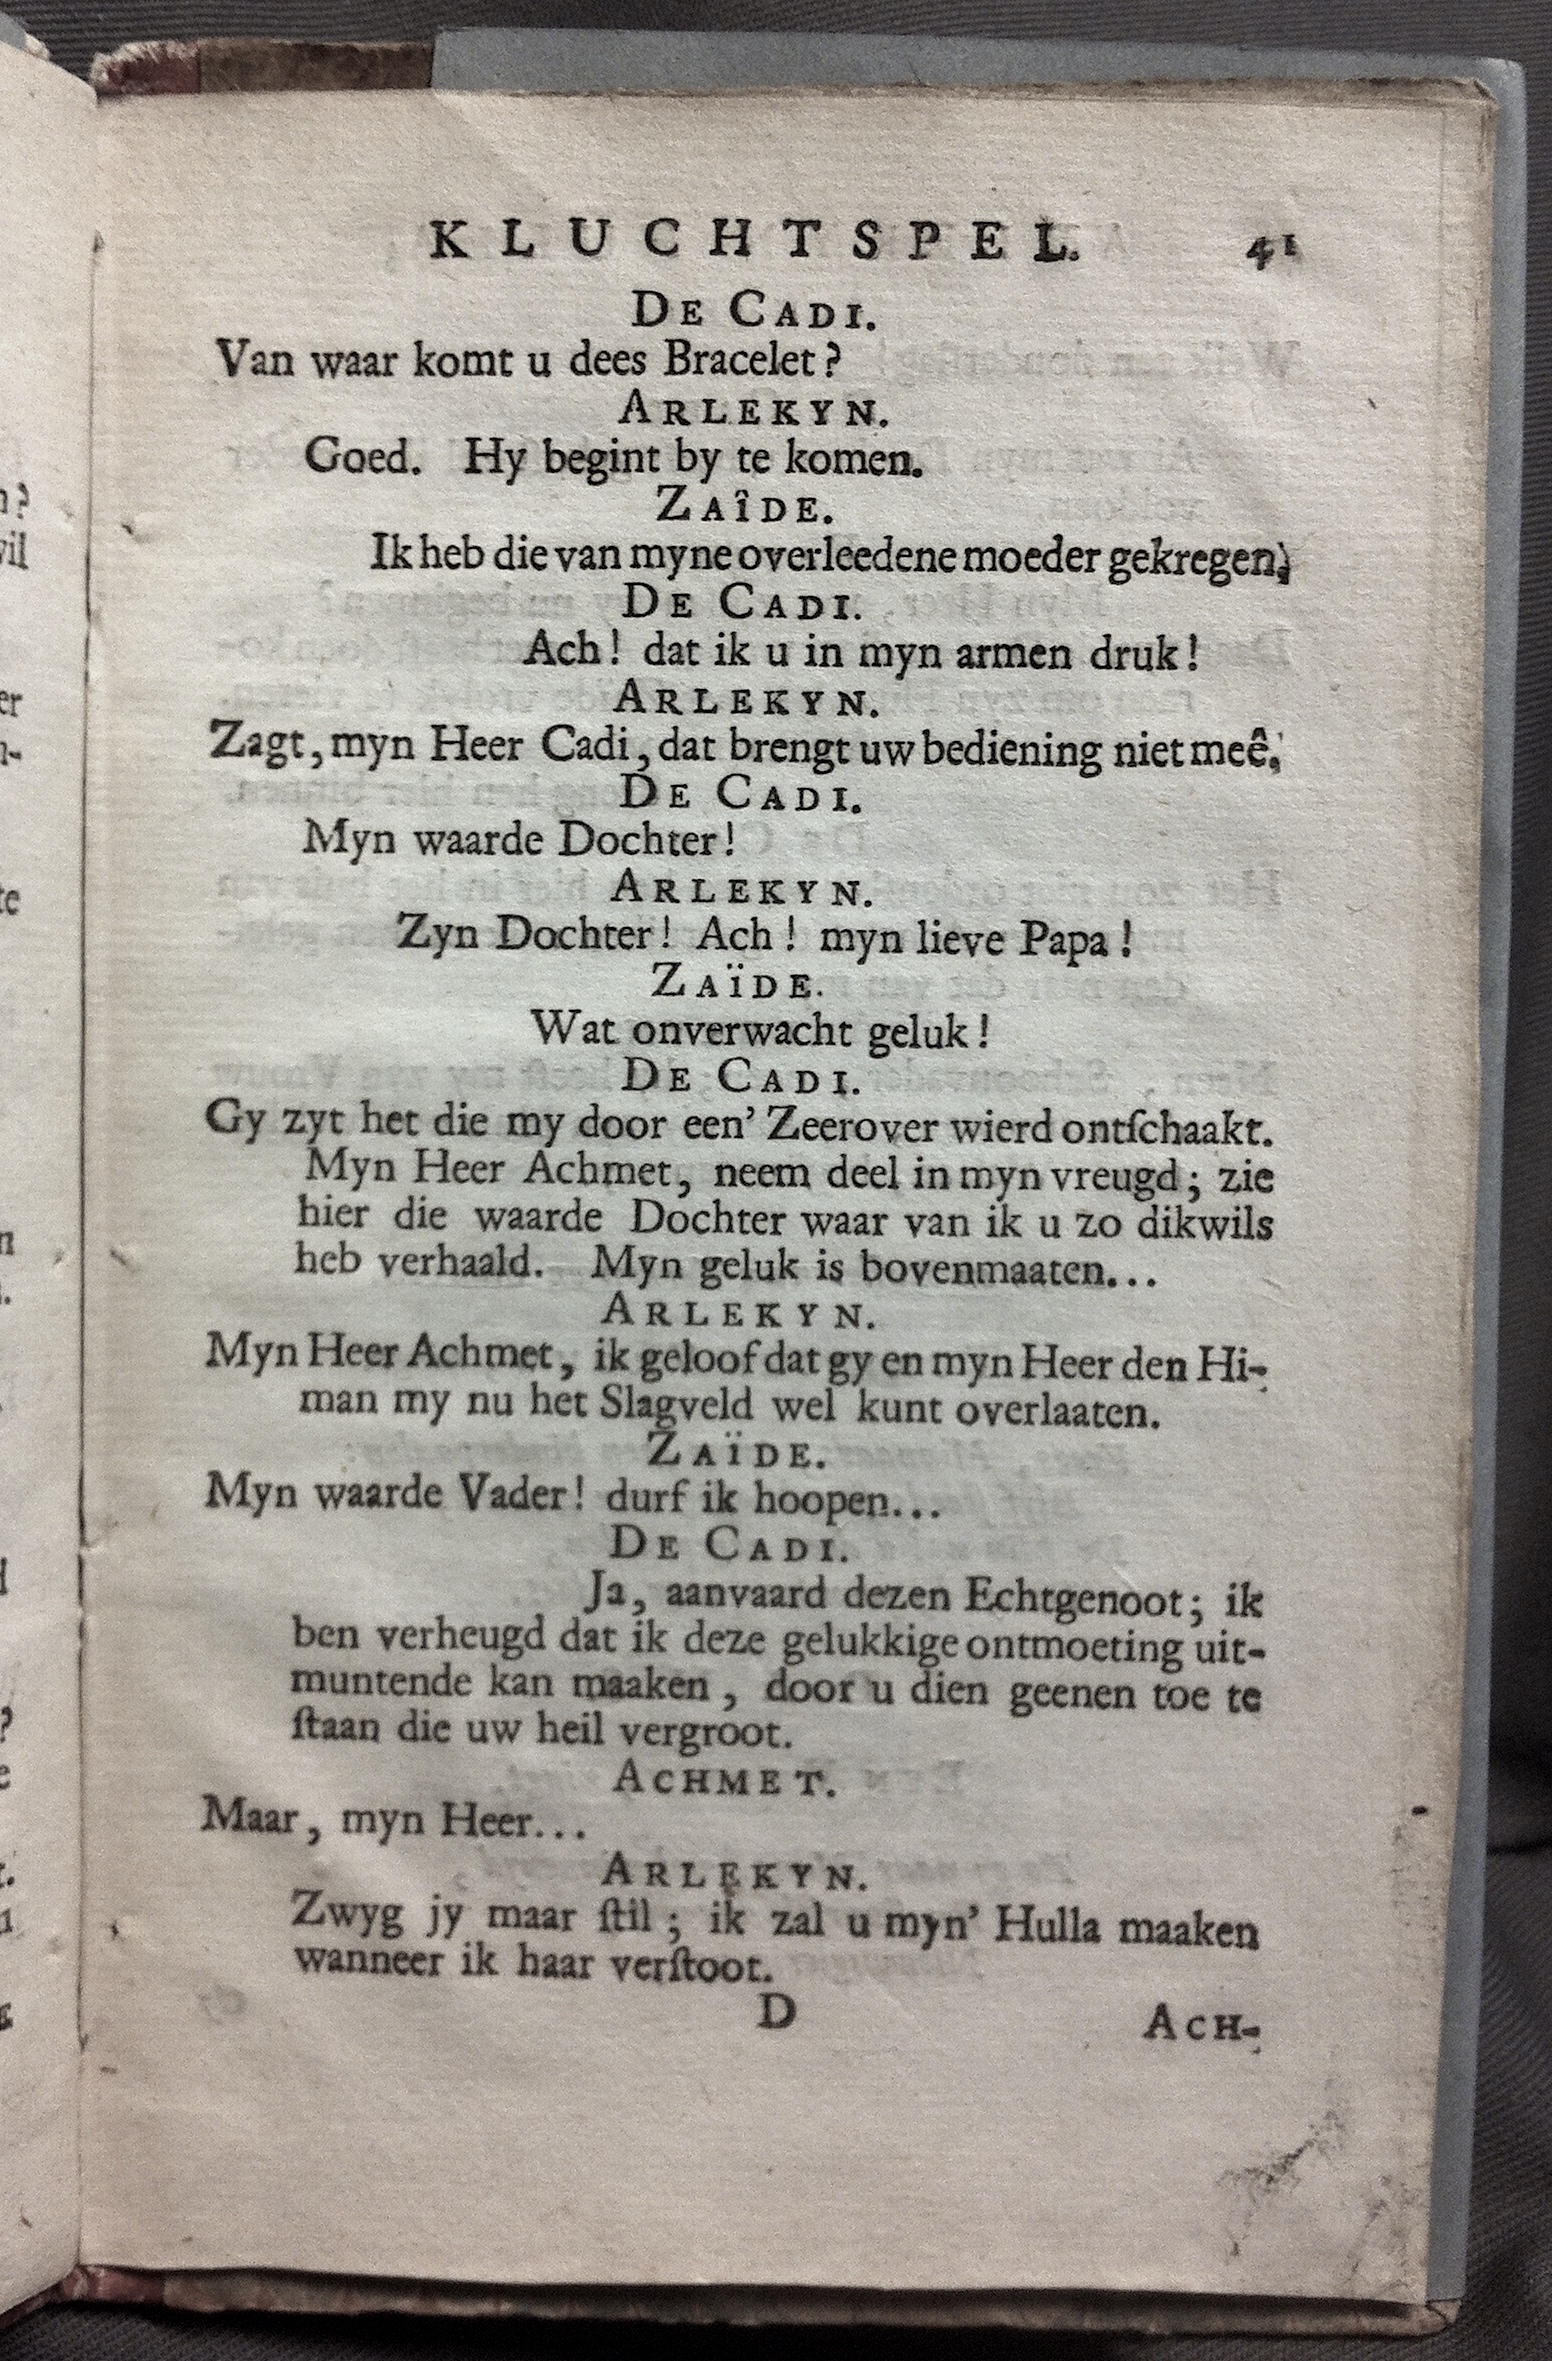 KLUCHTSPEL. 41
DE CADI.
Van waar komt u dees Bracelet?
ARLEKYN.
Goed. Hy begint by te komen.
ZAÎDE.
Ik heb die van myne overleedene moeder gekregen.
DE CADI.
Ach! dat ik u in myn armen druk!
ARLEKYN.
Zagt, myn Heer Cadi, dat brengt uw bediening niet meê.
DE CADI.
Myn waarde Dochter!
ARLEKYN.
Zyn Dochter! Ach! myn lieve Papa!
ZAÏDE.
Wat onverwacht geluk!
DE CADI.
Gy zyt het die my door een' Zeerover wierd ontſchaakt.
Myn Heer Achmet, neem deel in myn vreugd; zie
hier die waarde Dochter waar van ik u zo dikwils
heb verhaald. Myn geluk is bovenmaaten...
ARLEKYN.
Myn Heer Achmet, ik geloof dat gy en myn Heer den Hi-
man my nu het Slagveld wel kunt overlaaten.
ZAÏDE.
Myn waarde Vader! durf ik hoopen...
DE CADI.
Ja, aanvaard dezen Echtgenoot; ik
ben verheugd dat ik deze gelukkige ontmoeting uit-
muntende kan maaken, door u dien geenen toe te
ſtaan die uw heil vergroot.
ACHMET.
Maar, myn Heer...
ARLEKYN.
Zwyg jy maar ſtil; ik zal u myn' Hulla maaken
wanneer ik haar verſtoot.
D ACH-